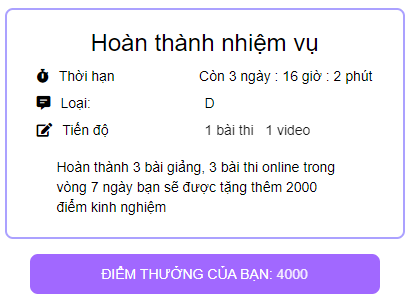 Hoàn thành nhiệm vụ
Thời hạn Còn 3 ngày : 16 giờ : 2 phút
Loại: D
Tiến độ 1 bài thi 1 video
Hoàn thành 3 bài giảng, 3 bài thi online trong
vòng 7 ngày bạn sẽ được tặng thêm 2000
điểm kinh nghiệm
ĐIỂM THƯỞNG CỦA BẠN: 4000